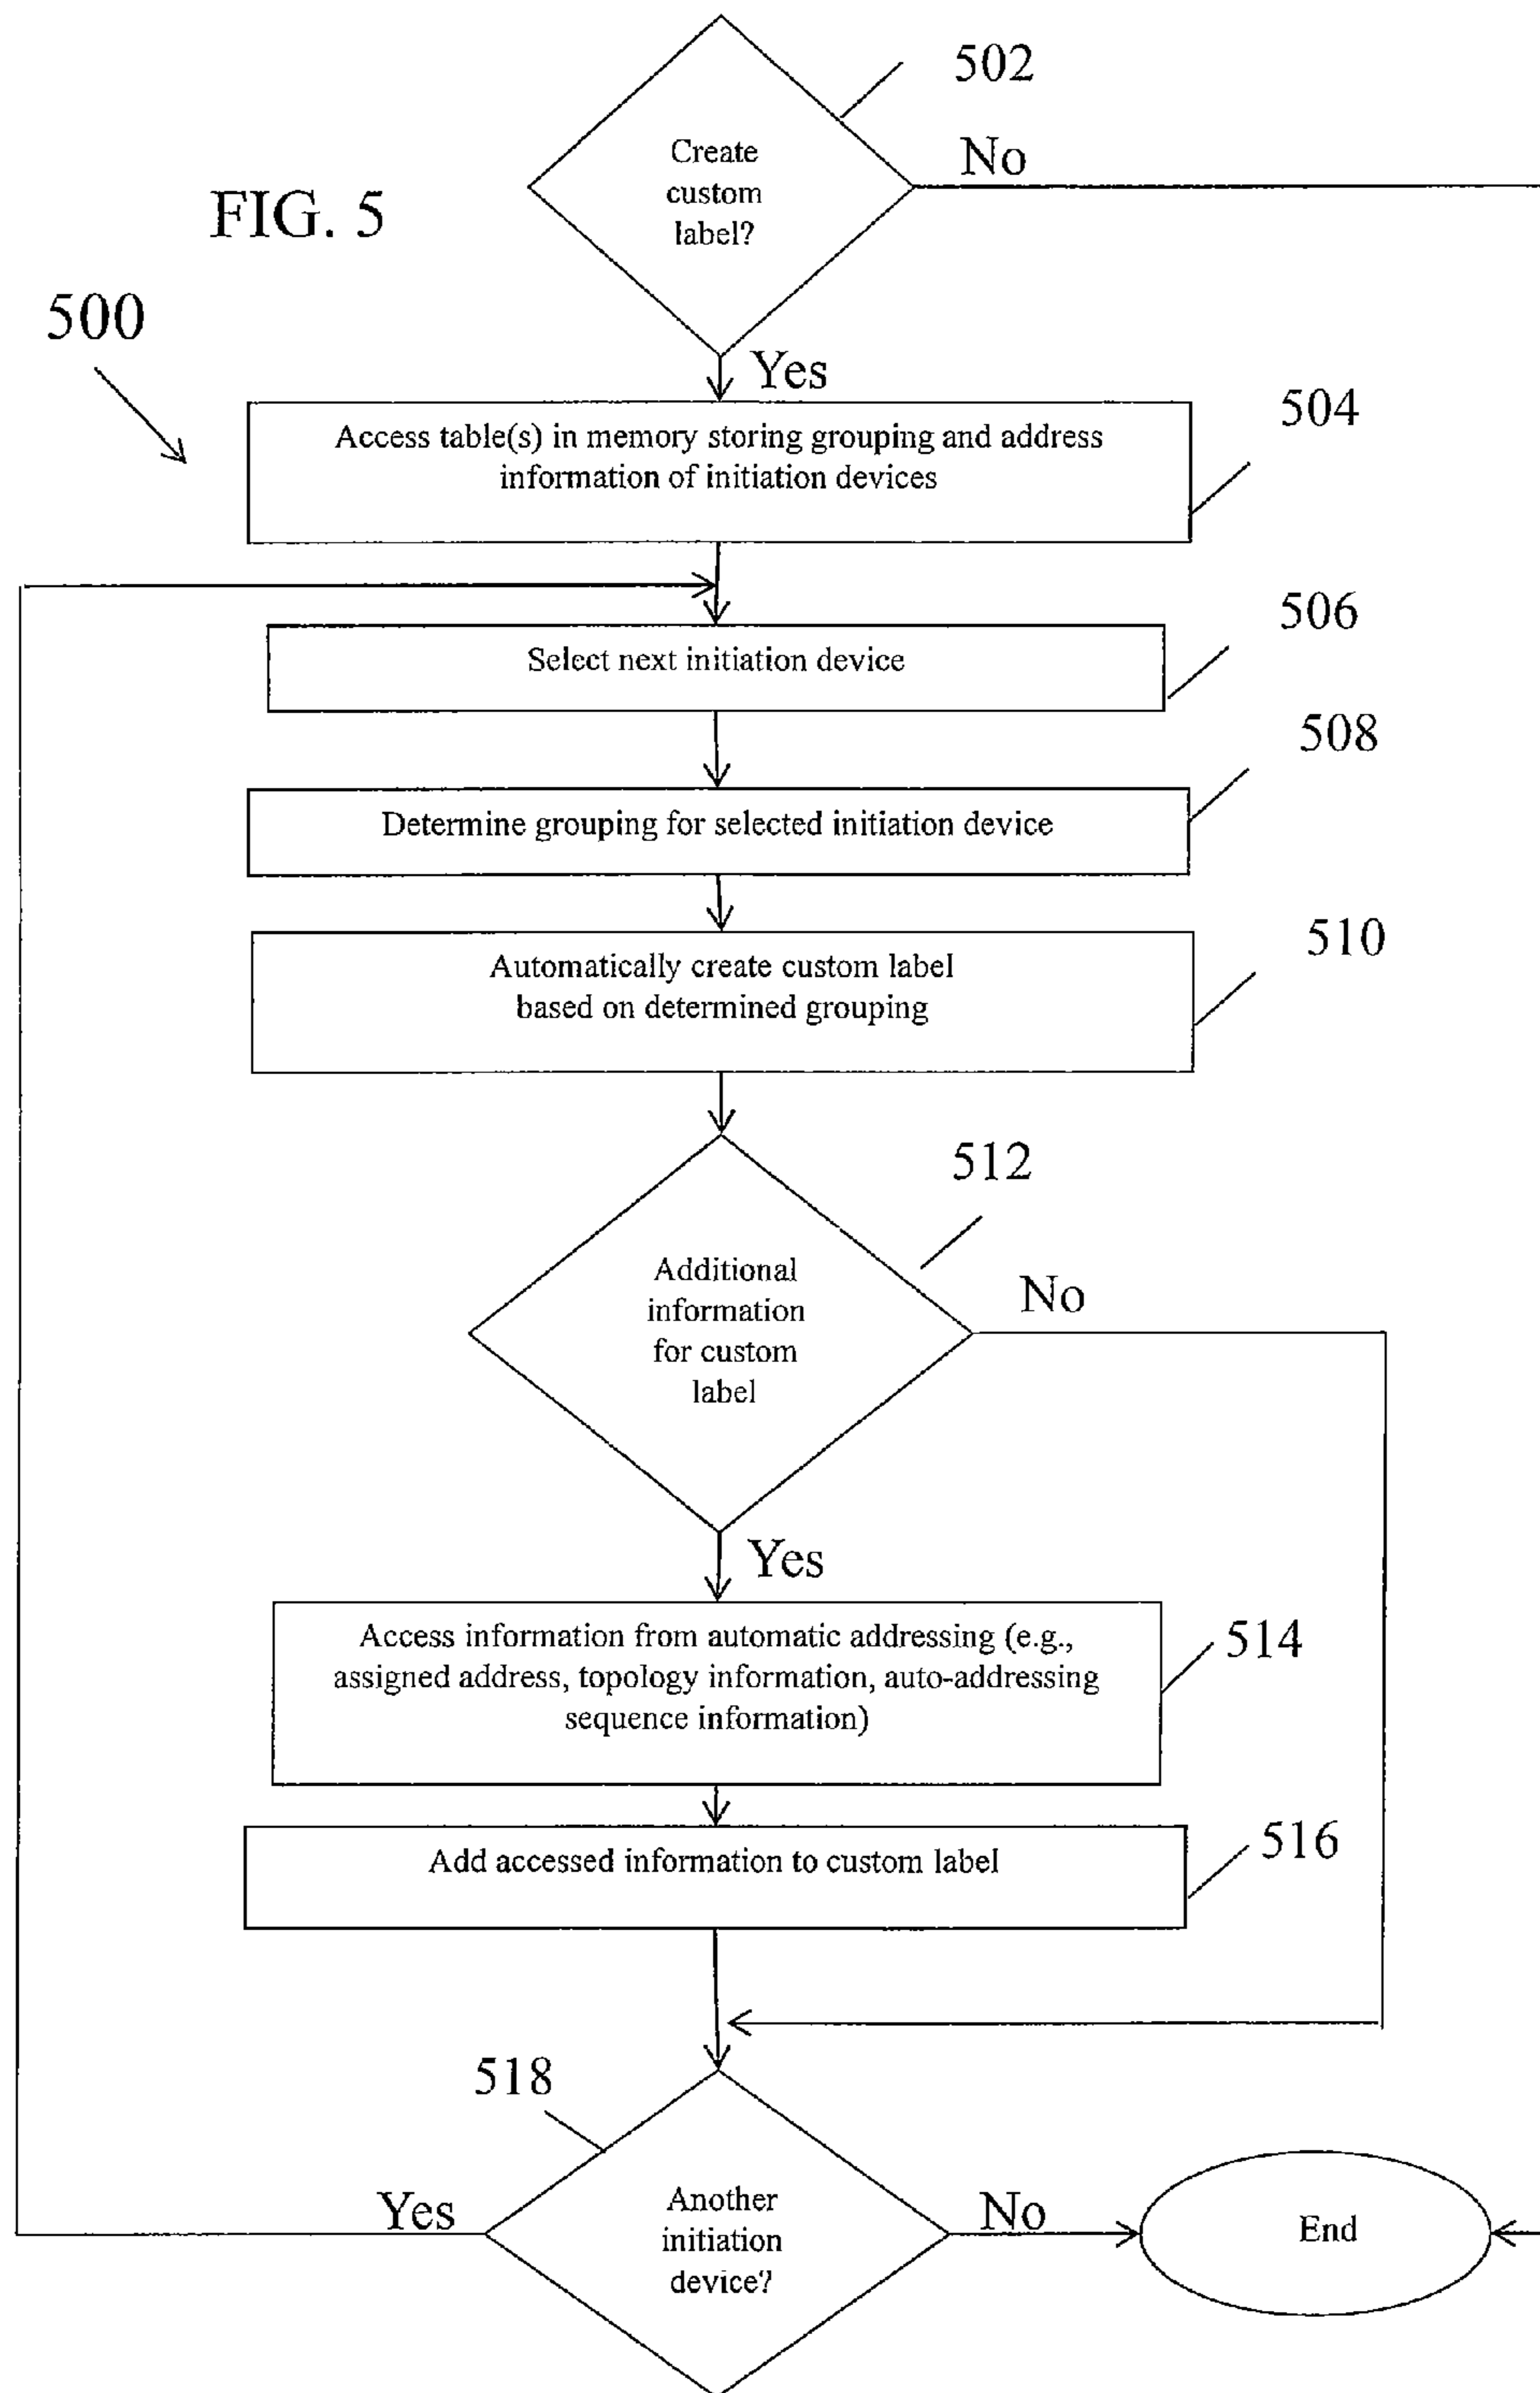 502
Create
custom
label?
No
FIG. 5
500
Yes
504
Access table(s) in memory storing grouping and address
information of initiation devices
506
Select next initiation device
508
Determine grouping for selected initiation device
510
Automatically create custom label
based on determined grouping
512
Additional
information
for custom
label
No
Yes
514
Access information from automatic addressing (e.g.,
assigned address, topology information, auto-addressing
sequence information)
516
Add accessed information to custom label
518
Yes
Another
initiation
device?
No
End